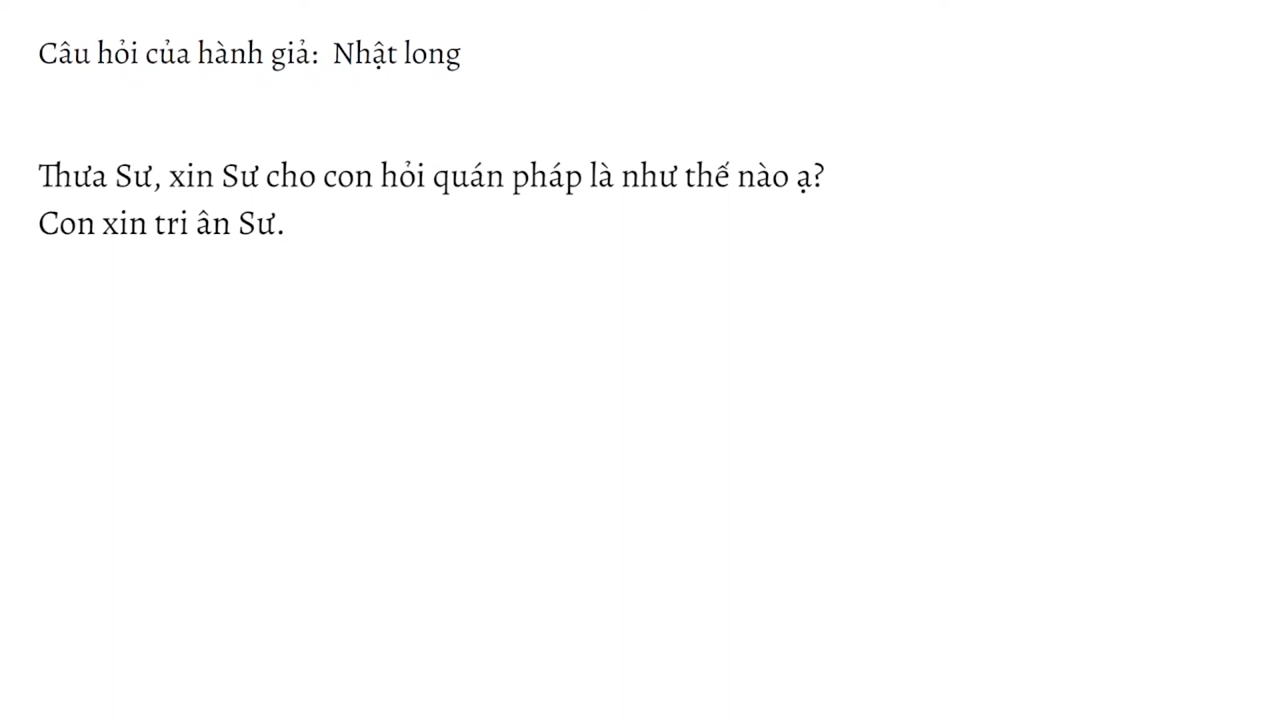 Câu hỏi của hành giả: Nhật long
Thưa Sư, xin Sư cho con hỏi quán pháp là như thế nào ạ?
Con xin tri ân Sư.